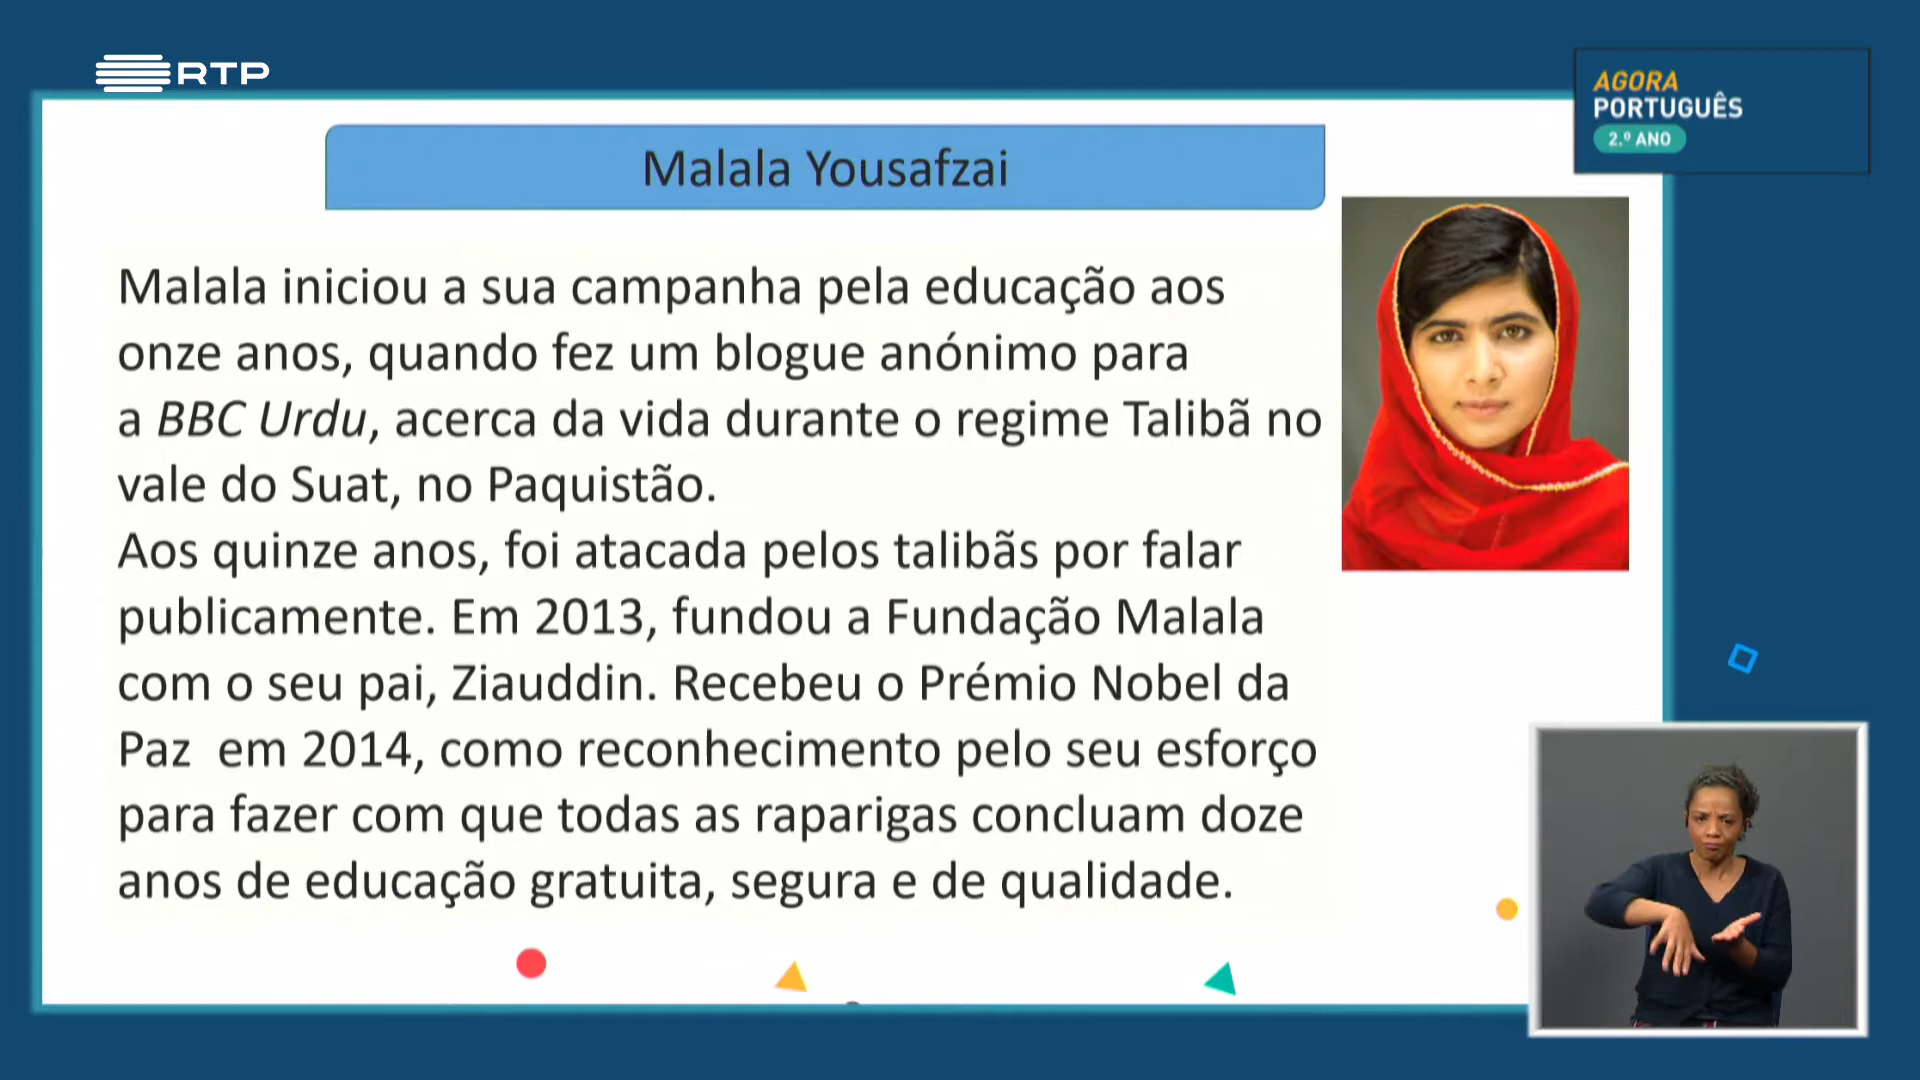 RTP
AGORA
PORTUGUÊS
2.º ANO
Malala Yousafzai
Malala iniciou a sua campanha pela educação aos
onze anos, quando fez um blogue anónimo para
a BBC Urdu, acerca da vida durante o regime Talibã no
vale do Suat, no Paquistão.
Aos quinze anos, foi atacada pelos talibãs por falar
publicamente. Em 2013, fundou a Fundação Malala
com o seu pai, Ziauddin. Recebeu o Prémio Nobel da
Paz  em 2014, como reconhecimento pelo seu esforço
para fazer com que todas as raparigas concluam doze
anos de educação gratuita, segura e de qualidade.